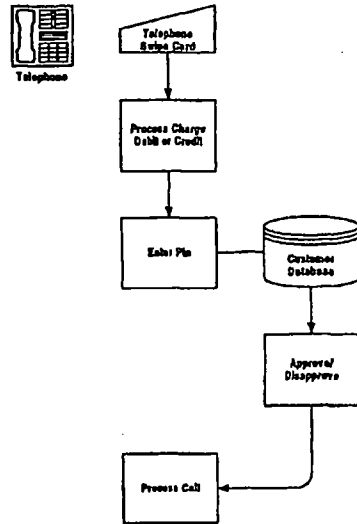 Telephone
Telephone
Swipe Card
Process Charge
Debit or Credit
Enter Pin
Customer
Database
Approve/
Disapprove
Process Call